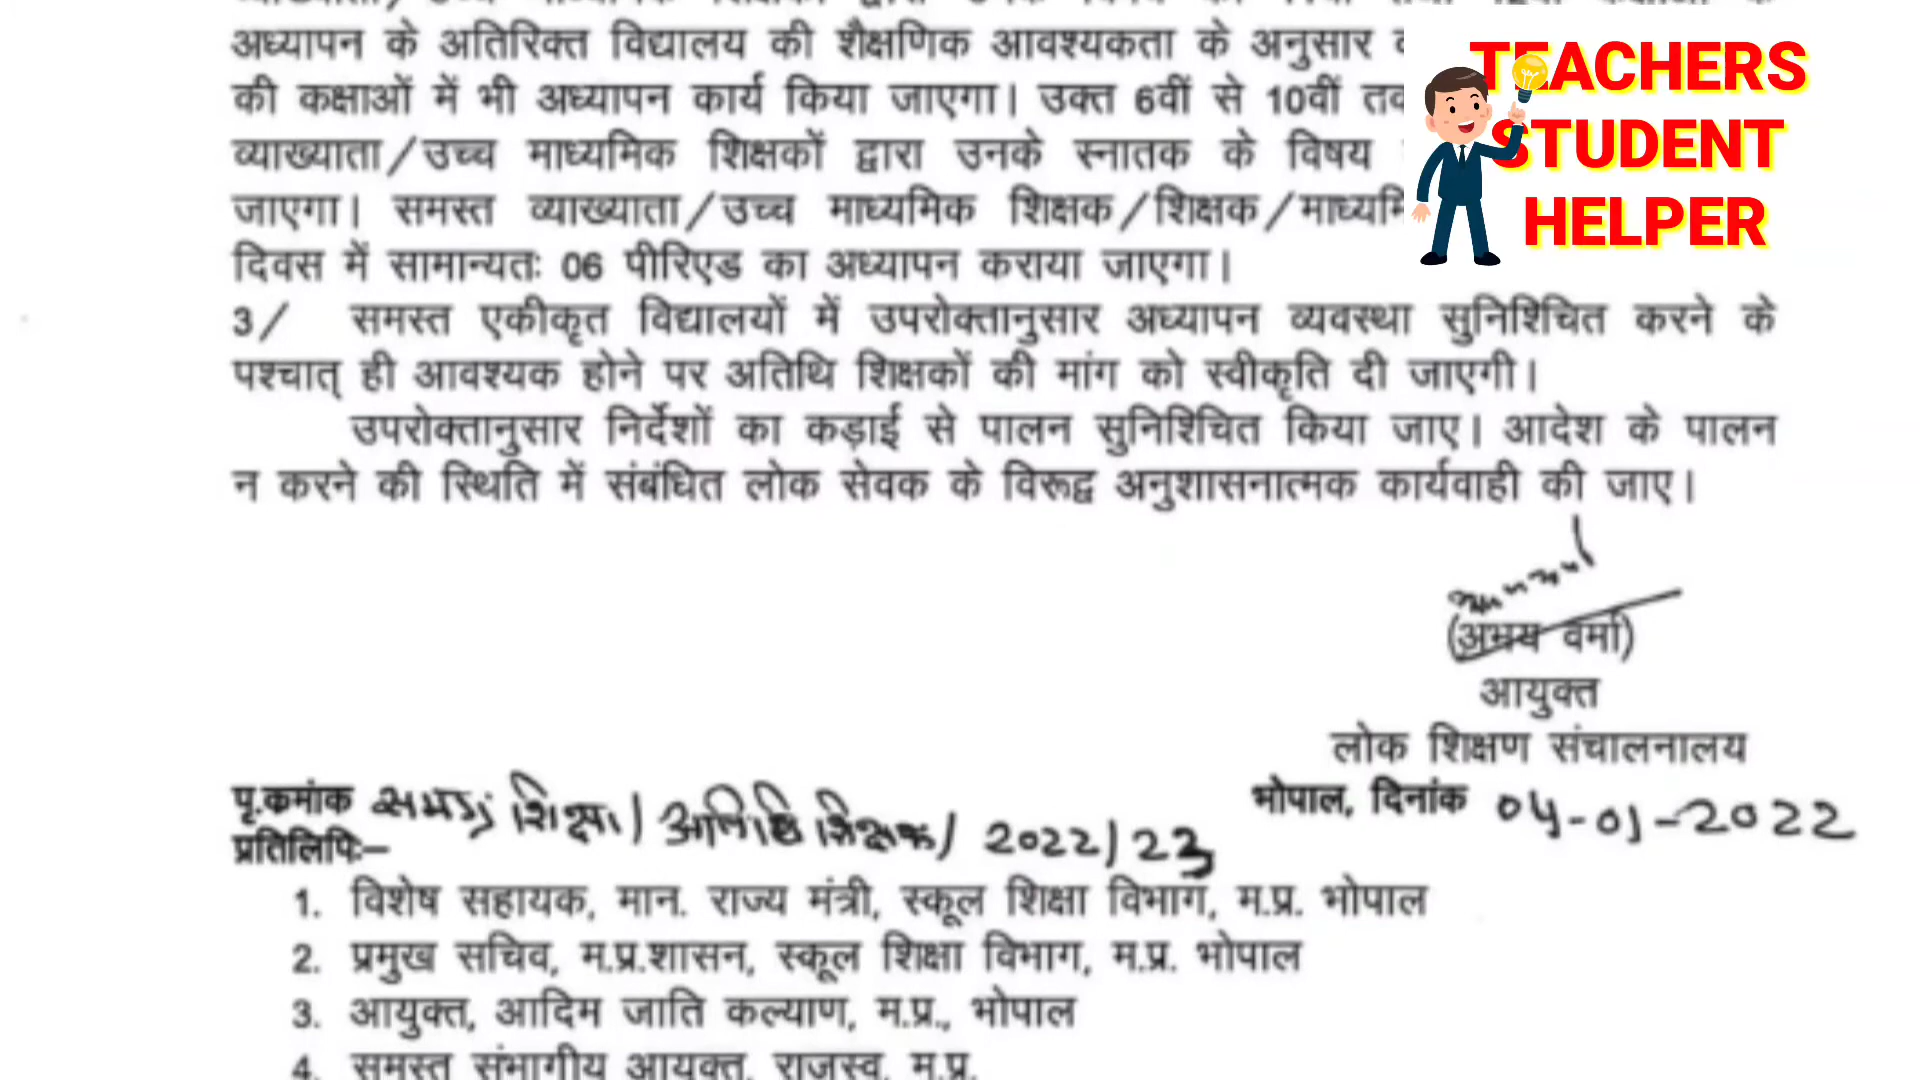 अध्यापन के अतिरिक्त विद्यालय की शैक्षणिक आवश्यकता के अनुसार
की कक्षाओं में भी अध्यापन कार्य किया जाएगा। उक्त 6वीं से 10वीं
व्याख्याता/उच्च माध्यमिक शिक्षकों द्वारा उनके स्नातक के विषय
जाएगा। समस्त व्याख्याता/उच्च माध्यमिक शिक्षक/शिक्षक/
दिवस में सामान्यतः 06 पीरिएड का अध्यापन कराया जाएगा।
TEACHERS
STUDENT
HELPER
3/ समस्त एकीकृत विद्यालयों में उपरोक्तानुसार अध्यापन व्यवस्था सुनिश्चित करने के
पश्चात् ही आवश्यक होने पर अतिथि शिक्षकों की मांग को स्वीकृति दी जाएगी।
उपरोक्तानुसार निर्देशों का कड़ाई से पालन सुनिश्चित किया जाए। आदेश के पालन
न करने की स्थिति में संबंधित लोक सेवक के विरूद्व अनुशासनात्मक कार्यवाही की जाए।
(अभय वर्मा)
आयुक्त
लोक शिक्षण संचालनालय
पृ.कमांक समग्र शिक्षा/अतिथि शिक्षक/2022/23 भोपाल, दिनांक 04-01-2022
प्रतिलिपिः–
1. विशेष सहायक, मान. राज्य मंत्री, स्कूल शिक्षा विभाग, म.प्र. भोपाल
2. प्रमुख सचिव, म.प्र.शासन, स्कूल शिक्षा विभाग, म.प्र. भोपाल
3. आयुक्त, आदिम जाति कल्याण, म.प्र., भोपाल
4. समस्त संभागीय आयुक्त, राजस्व, म.प्र.